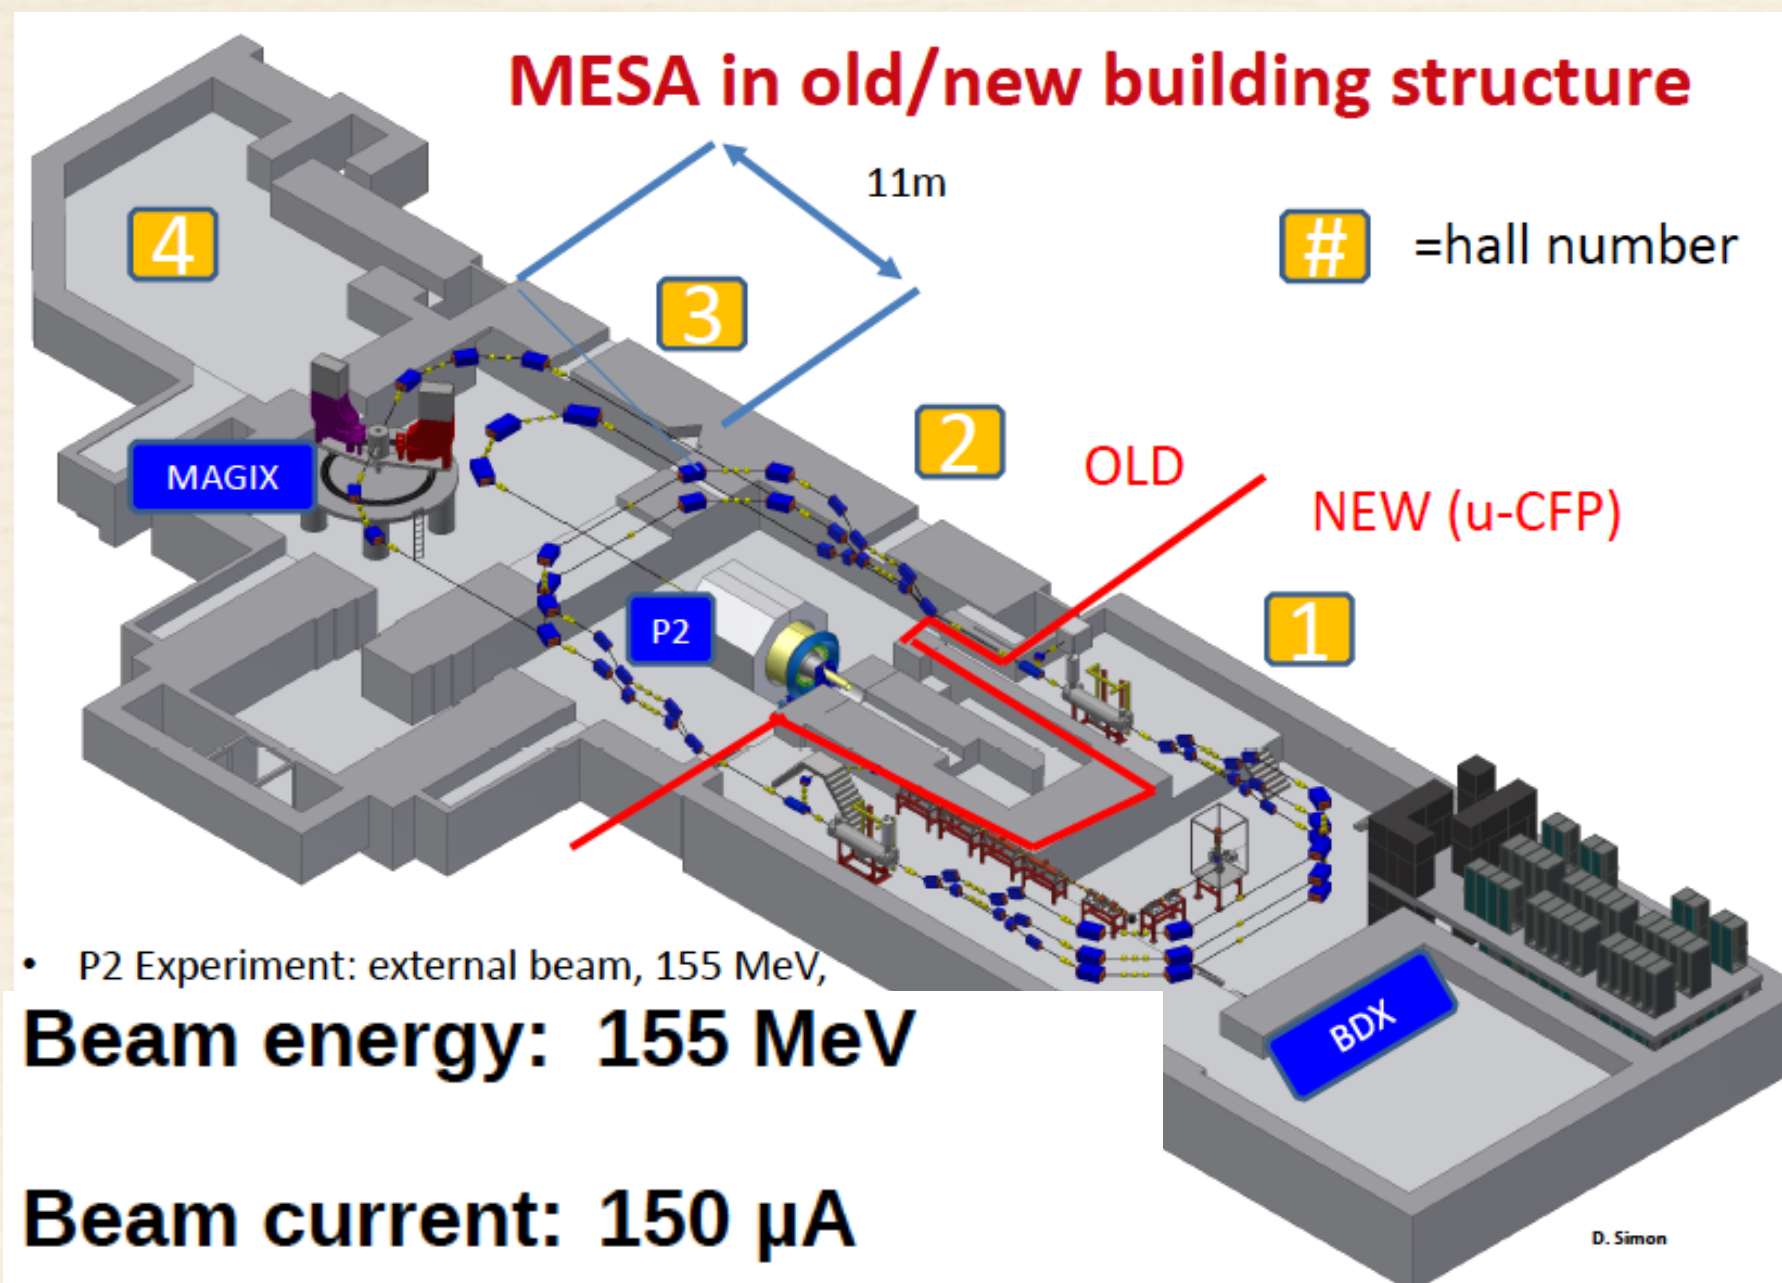 MESA in old/new building structure
11m
4
# =hall number
3
2
OLD
MAGIX
NEW (u-CFP)
P2
1
• P2 Experiment: external beam, 155 MeV,
Beam energy: 155 MeV
BDX
Beam current: 150 µA
D. Simon